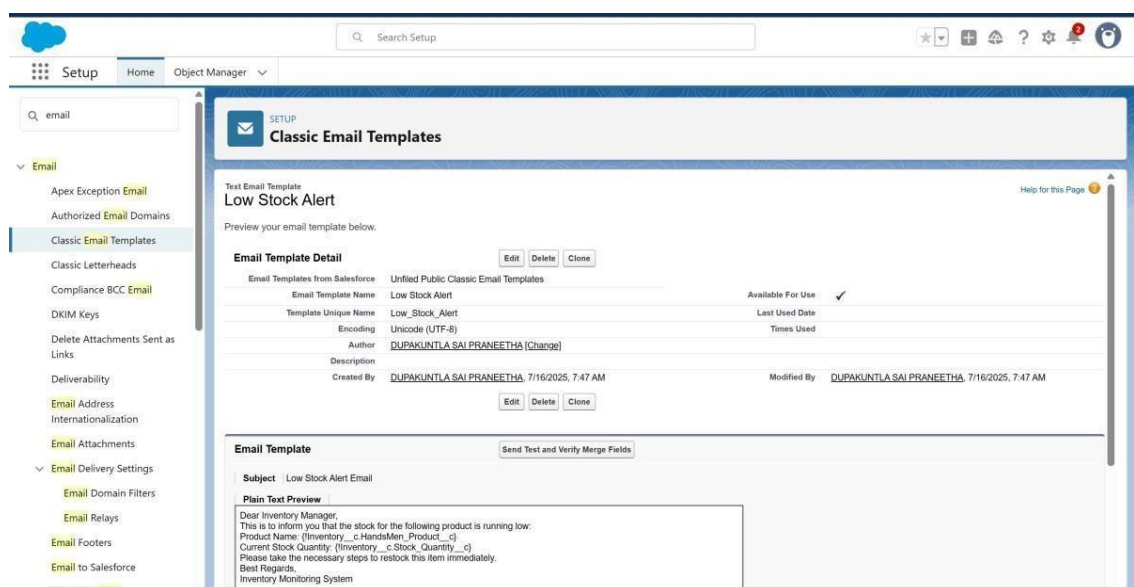 Search Setup
2
Setup Home Object Manager
email
Email
Apex Exception Email
Authorized Email Domains
Classic Email Templates
Classic Letterheads
Compliance BCC Email
DKIM Keys
Delete Attachments Sent as
Links
Deliverability
Email Address
Internationalization
Email Attachments
Email Delivery Settings
Email Domain Filters
Email Relays
Email Footers
Email to Salesforce
SETUP
Classic Email Templates
Text Email Template
Low Stock Alert
Help for this Page
Preview your email template below.
Email Template Detail Edit Delete Clone
Email Templates from Salesforce Unfiled Public Classic Email Templates
Email Template Name Low Stock Alert Available For Use
Template Unique Name Low_Stock_Alert Last Used Date
Encoding Unicode (UTF-8) Times Used
Author DUPAKUNTLA SAI PRANEETHA [Change]
Description
Created By DUPAKUNTLA SAI PRANEETHA, 7/16/2025, 7:47 AM Modified By DUPAKUNTLA SAI PRANEETHA, 7/16/2025, 7:47 AM
Edit Delete Clone
Email Template Send Test and Verify Merge Fields
Subject Low Stock Alert Email
Plain Text Preview
Dear Inventory Manager,
This is to inform you that the stock for the following product is running low:
Product Name: {!Inventory__c.HandsMen_Product__c}
Current Stock Quantity: {!Inventory__c.Stock_Quantity__c}
Please take the necessary steps to restock this item immediately.
Best Regards,
Inventory Monitoring System